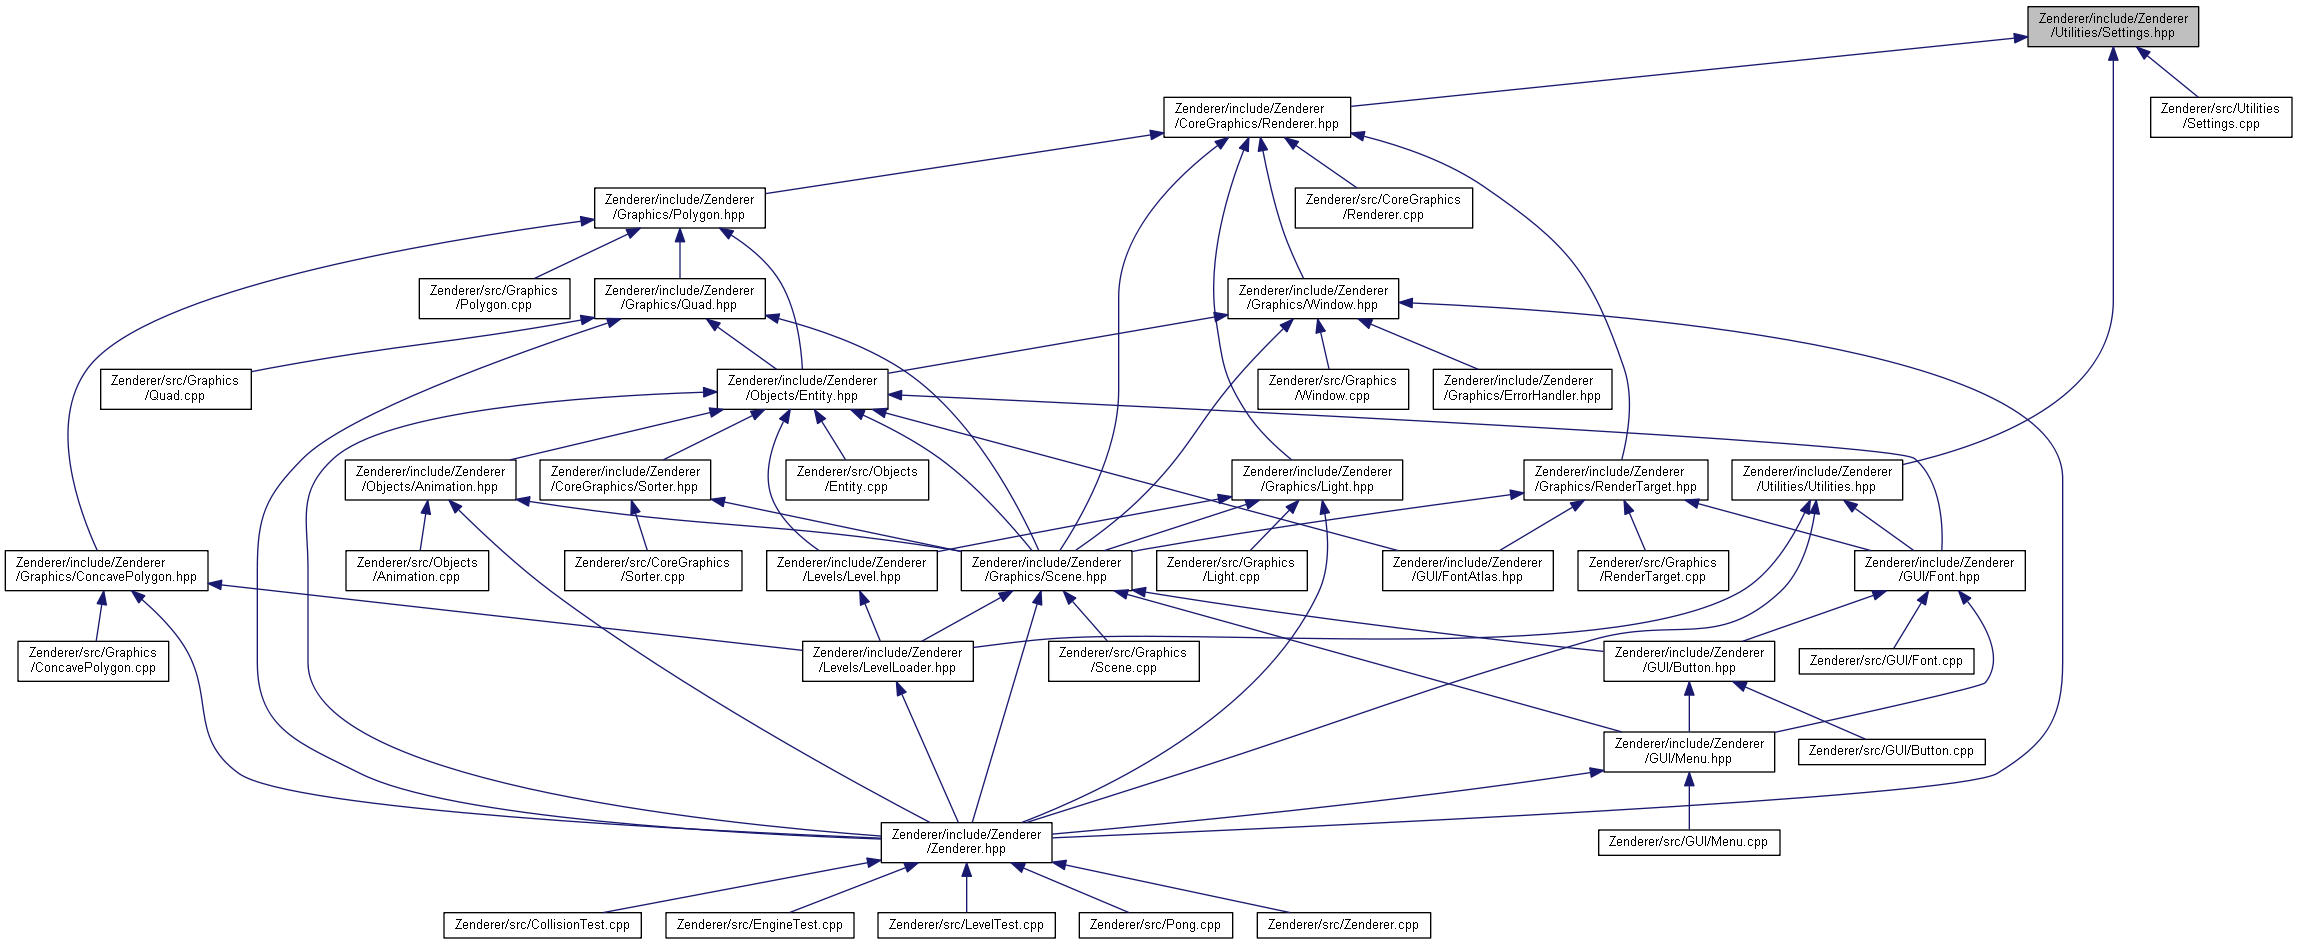 Zenderer/include/Zenderer
/Utilities/Settings.hpp
Zenderer/include/Zenderer
/CoreGraphics/Renderer.hpp
Zenderer/src/Utilities
/Settings.cpp
Zenderer/include/Zenderer
/Graphics/Polygon.hpp
Zenderer/src/CoreGraphics
/Renderer.cpp
Zenderer/src/Graphics
/Polygon.cpp
Zenderer/include/Zenderer
/Graphics/Quad.hpp
Zenderer/include/Zenderer
/Graphics/Window.hpp
Zenderer/src/Graphics
/Quad.cpp
Zenderer/include/Zenderer
/Objects/Entity.hpp
Zenderer/src/Graphics
/Window.cpp
Zenderer/include/Zenderer
/Graphics/ErrorHandler.hpp
Zenderer/include/Zenderer
/Objects/Animation.hpp
Zenderer/include/Zenderer
/CoreGraphics/Sorter.hpp
Zenderer/src/Objects
/Entity.cpp
Zenderer/include/Zenderer
/Graphics/Light.hpp
Zenderer/include/Zenderer
/Graphics/RenderTarget.hpp
Zenderer/include/Zenderer
/Utilities/Utilities.hpp
Zenderer/include/Zenderer
/Graphics/ConcavePolygon.hpp
Zenderer/src/Objects
/Animation.cpp
Zenderer/src/CoreGraphics
/Sorter.cpp
Zenderer/include/Zenderer
/Levels/Level.hpp
Zenderer/include/Zenderer
/Graphics/Scene.hpp
Zenderer/src/Graphics
/Light.cpp
Zenderer/include/Zenderer
/GUI/FontAtlas.hpp
Zenderer/src/Graphics
/RenderTarget.cpp
Zenderer/include/Zenderer
/GUI/Font.hpp
Zenderer/src/Graphics
/ConcavePolygon.cpp
Zenderer/include/Zenderer
/Levels/LevelLoader.hpp
Zenderer/src/Graphics
/Scene.cpp
Zenderer/include/Zenderer
/GUI/Button.hpp
Zenderer/src/GUI/Font.cpp
Zenderer/include/Zenderer
/GUI/Menu.hpp
Zenderer/src/GUI/Button.cpp
Zenderer/include/Zenderer
/Zenderer.hpp
Zenderer/src/GUI/Menu.cpp
Zenderer/src/CollisionTest.cpp
Zenderer/src/EngineTest.cpp
Zenderer/src/LevelTest.cpp
Zenderer/src/Pong.cpp
Zenderer/src/Zenderer.cpp